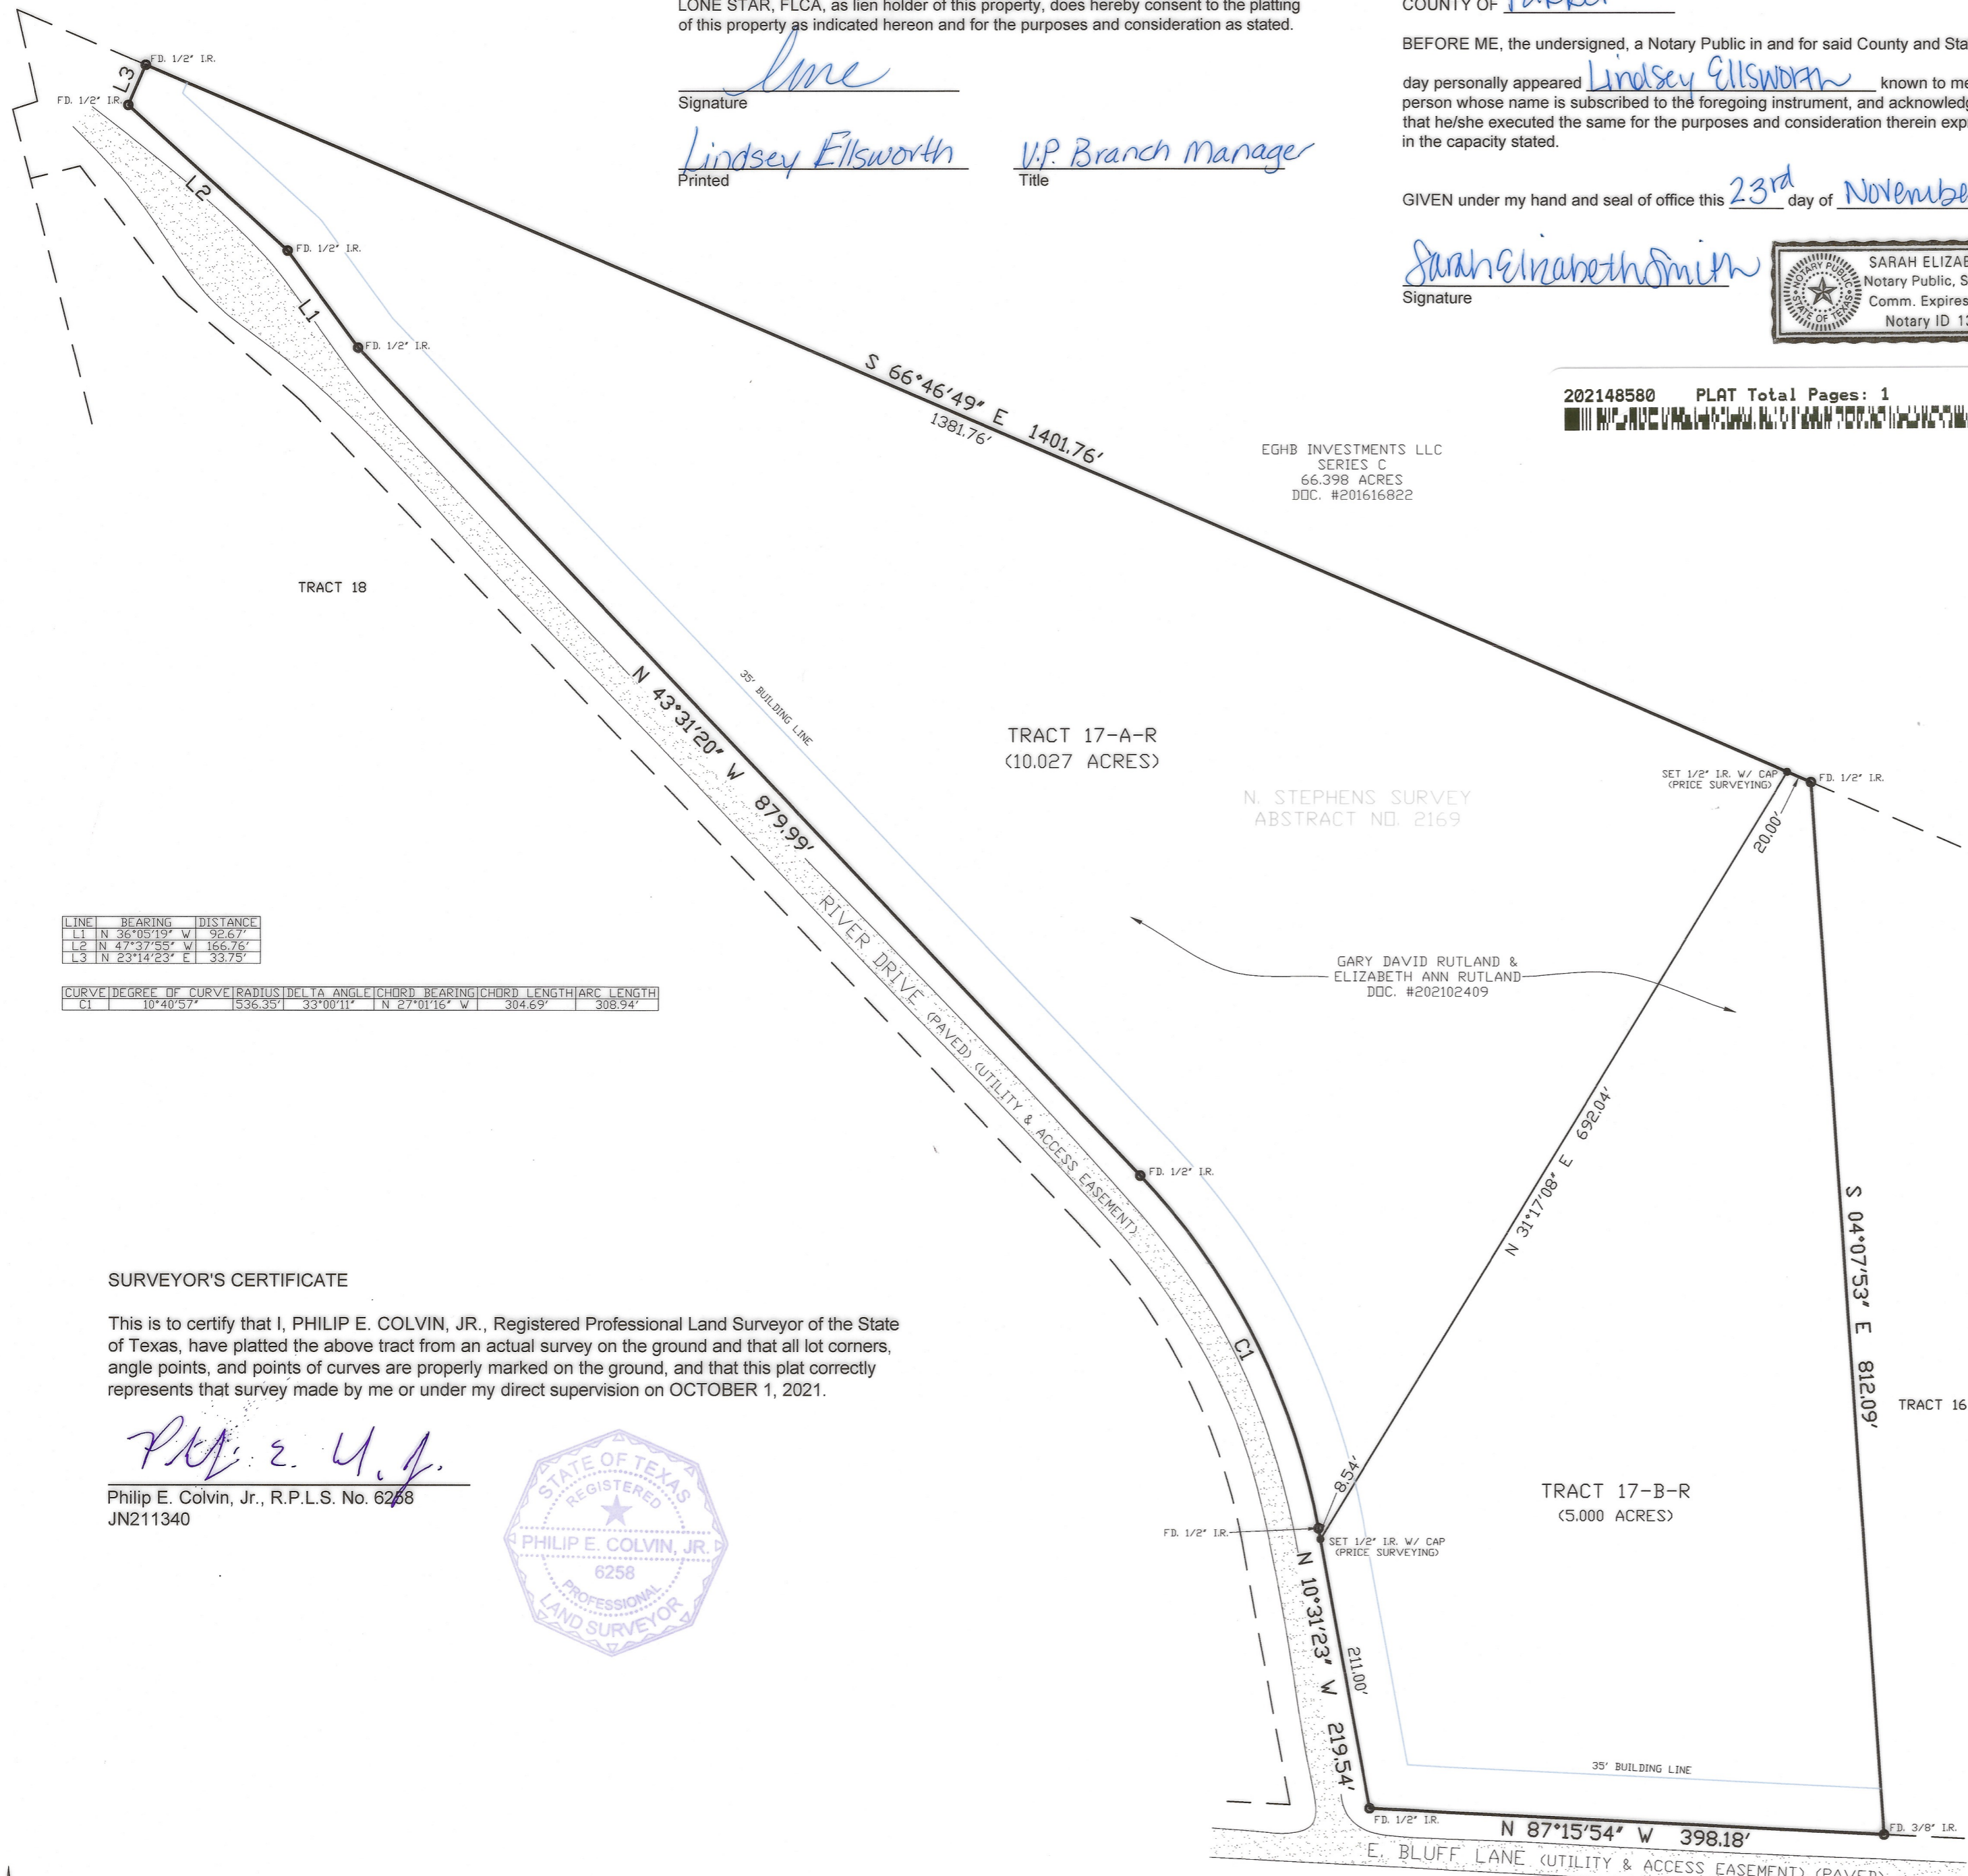 LONE STAR, FLCA, as lien holder of this property, does hereby consent to the platting
of this property as indicated hereon and for the purposes and consideration as stated.
Signature
Lindsey Ellsworth
V.P. Branch Manager
Printed
Title
COUNTY OF Parker
BEFORE ME, the undersigned, a Notary Public in and for said County and Sta
day personally appeared Lindsey Ellsworth known to me
person whose name is subscribed to the foregoing instrument, and acknowledg
that he/she executed the same for the purposes and consideration therein exp
in the capacity stated.
GIVEN under my hand and seal of office this 23rd day of Novembe
Sarah Elizabeth Smith
Signature
NOTARY PUBLIC
STATE OF TEXAS
SARAH ELIZAB
Notary Public, S
Comm. Expires
Notary ID 13
202148580 PLAT Total Pages: 1
FD. 1/2" I.R.
L3
FD. 1/2" I.R.
L2
FD. 1/2" I.R.
L1
FD. 1/2" I.R.
S 66°46'49" E 1401.76'
1381.76'
EGHB INVESTMENTS LLC
SERIES C
66.398 ACRES
DOC. #201616822
TRACT 18
N 43°31'20" W 879.99'
35' BUILDING LINE
TRACT 17-A-R
(10.027 ACRES)
N. STEPHENS SURVEY
ABSTRACT NO. 2169
SET 1/2" I.R. W/ CAP
(PRICE SURVEYING)
FD. 1/2" I.R.
20.00'
LINE BEARING DISTANCE
L1 N 36°05'19" W 92.67'
L2 N 47°37'55" W 166.76'
L3 N 23°14'23" E 33.75'
CURVE DEGREE OF CURVE RADIUS DELTA ANGLE CHORD BEARING CHORD LENGTH ARC LENGTH
C1 10°40'57" 536.35' 33°00'11" N 27°01'16" W 304.69' 308.94'
RIVER DRIVE (PAVED) (UTILITY & ACCESS EASEMENT)
GARY DAVID RUTLAND &
ELIZABETH ANN RUTLAND
DOC. #202102409
N 31°17'08" E 692.04'
FD. 1/2" I.R.
S 04°07'53" E 812.09'
C1
TRACT 16
SURVEYOR'S CERTIFICATE
This is to certify that I, PHILIP E. COLVIN, JR., Registered Professional Land Surveyor of the State
of Texas, have platted the above tract from an actual survey on the ground and that all lot corners,
angle points, and points of curves are properly marked on the ground, and that this plat correctly
represents that survey made by me or under my direct supervision on OCTOBER 1, 2021.
Philip E. Colvin, Jr., R.P.L.S. No. 6258
JN211340
STATE OF TEXAS
REGISTERED
PHILIP E. COLVIN, JR.
6258
PROFESSIONAL
LAND SURVEYOR
8.54'
TRACT 17-B-R
(5.000 ACRES)
FD. 1/2" I.R.
SET 1/2" I.R. W/ CAP
(PRICE SURVEYING)
N 10°31'23" W 219.54'
211.00'
35' BUILDING LINE
FD. 1/2" I.R.
N 87°15'54" W 398.18'
FD. 3/8" I.R.
E. BLUFF LANE (UTILITY & ACCESS EASEMENT) (PAVED)